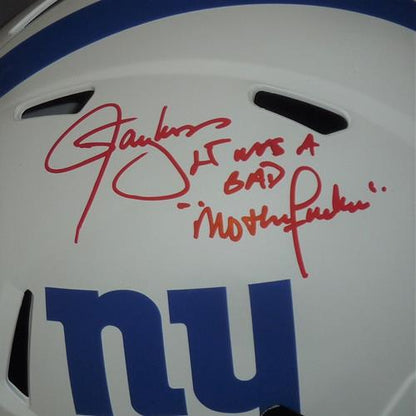 LT WAS A
BAD
"Motherfucker"
ny